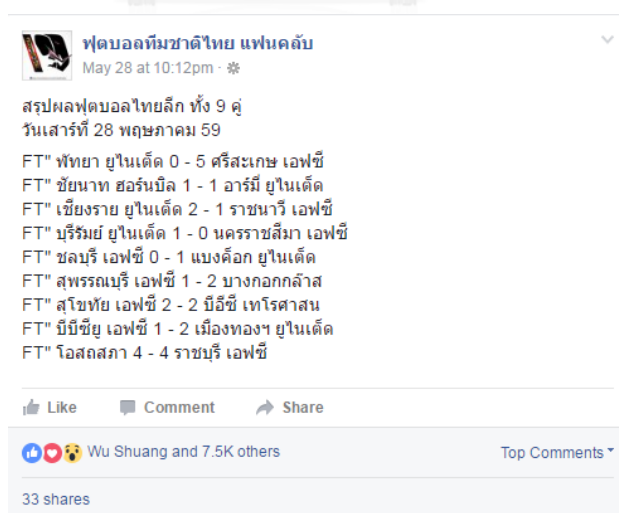 ฟุตบอลทีมชาติไทย แฟนคลับ
May 28 at 10:12pm ·
สรุปผลฟุตบอลไทยลีก ทั้ง 9 คู่
วันเสาร์ที่ 28 พฤษภาคม 59
FT" พัทยา ยูไนเต็ด 0 - 5 ศรีสะเกษ เอฟซี
FT" ชัยนาท ฮอร์นบิล 1 - 1 อาร์มี่ ยูไนเต็ด
FT" เชียงราย ยูไนเต็ด 2 - 1 ราชนาวี เอฟซี
FT" บุรีรัมย์ ยูไนเต็ด 1 - 0 นครราชสีมา เอฟซี
FT" ชลบุรี เอฟซี 0 - 1 แบงค็อก ยูไนเต็ด
FT" สุพรรณบุรี เอฟซี 1 - 2 บางกอกกล๊าส
FT" สุโขทัย เอฟซี 2 - 2 บีอีซี เทโรศาสน
FT" บีบีซียู เอฟซี 1 - 2 เมืองทองฯ ยูไนเต็ด
FT" โอสถสภา 4 - 4 ราชบุรี เอฟซี
Like Comment Share
Wu Shuang and 7.5K others Top Comments
33 shares